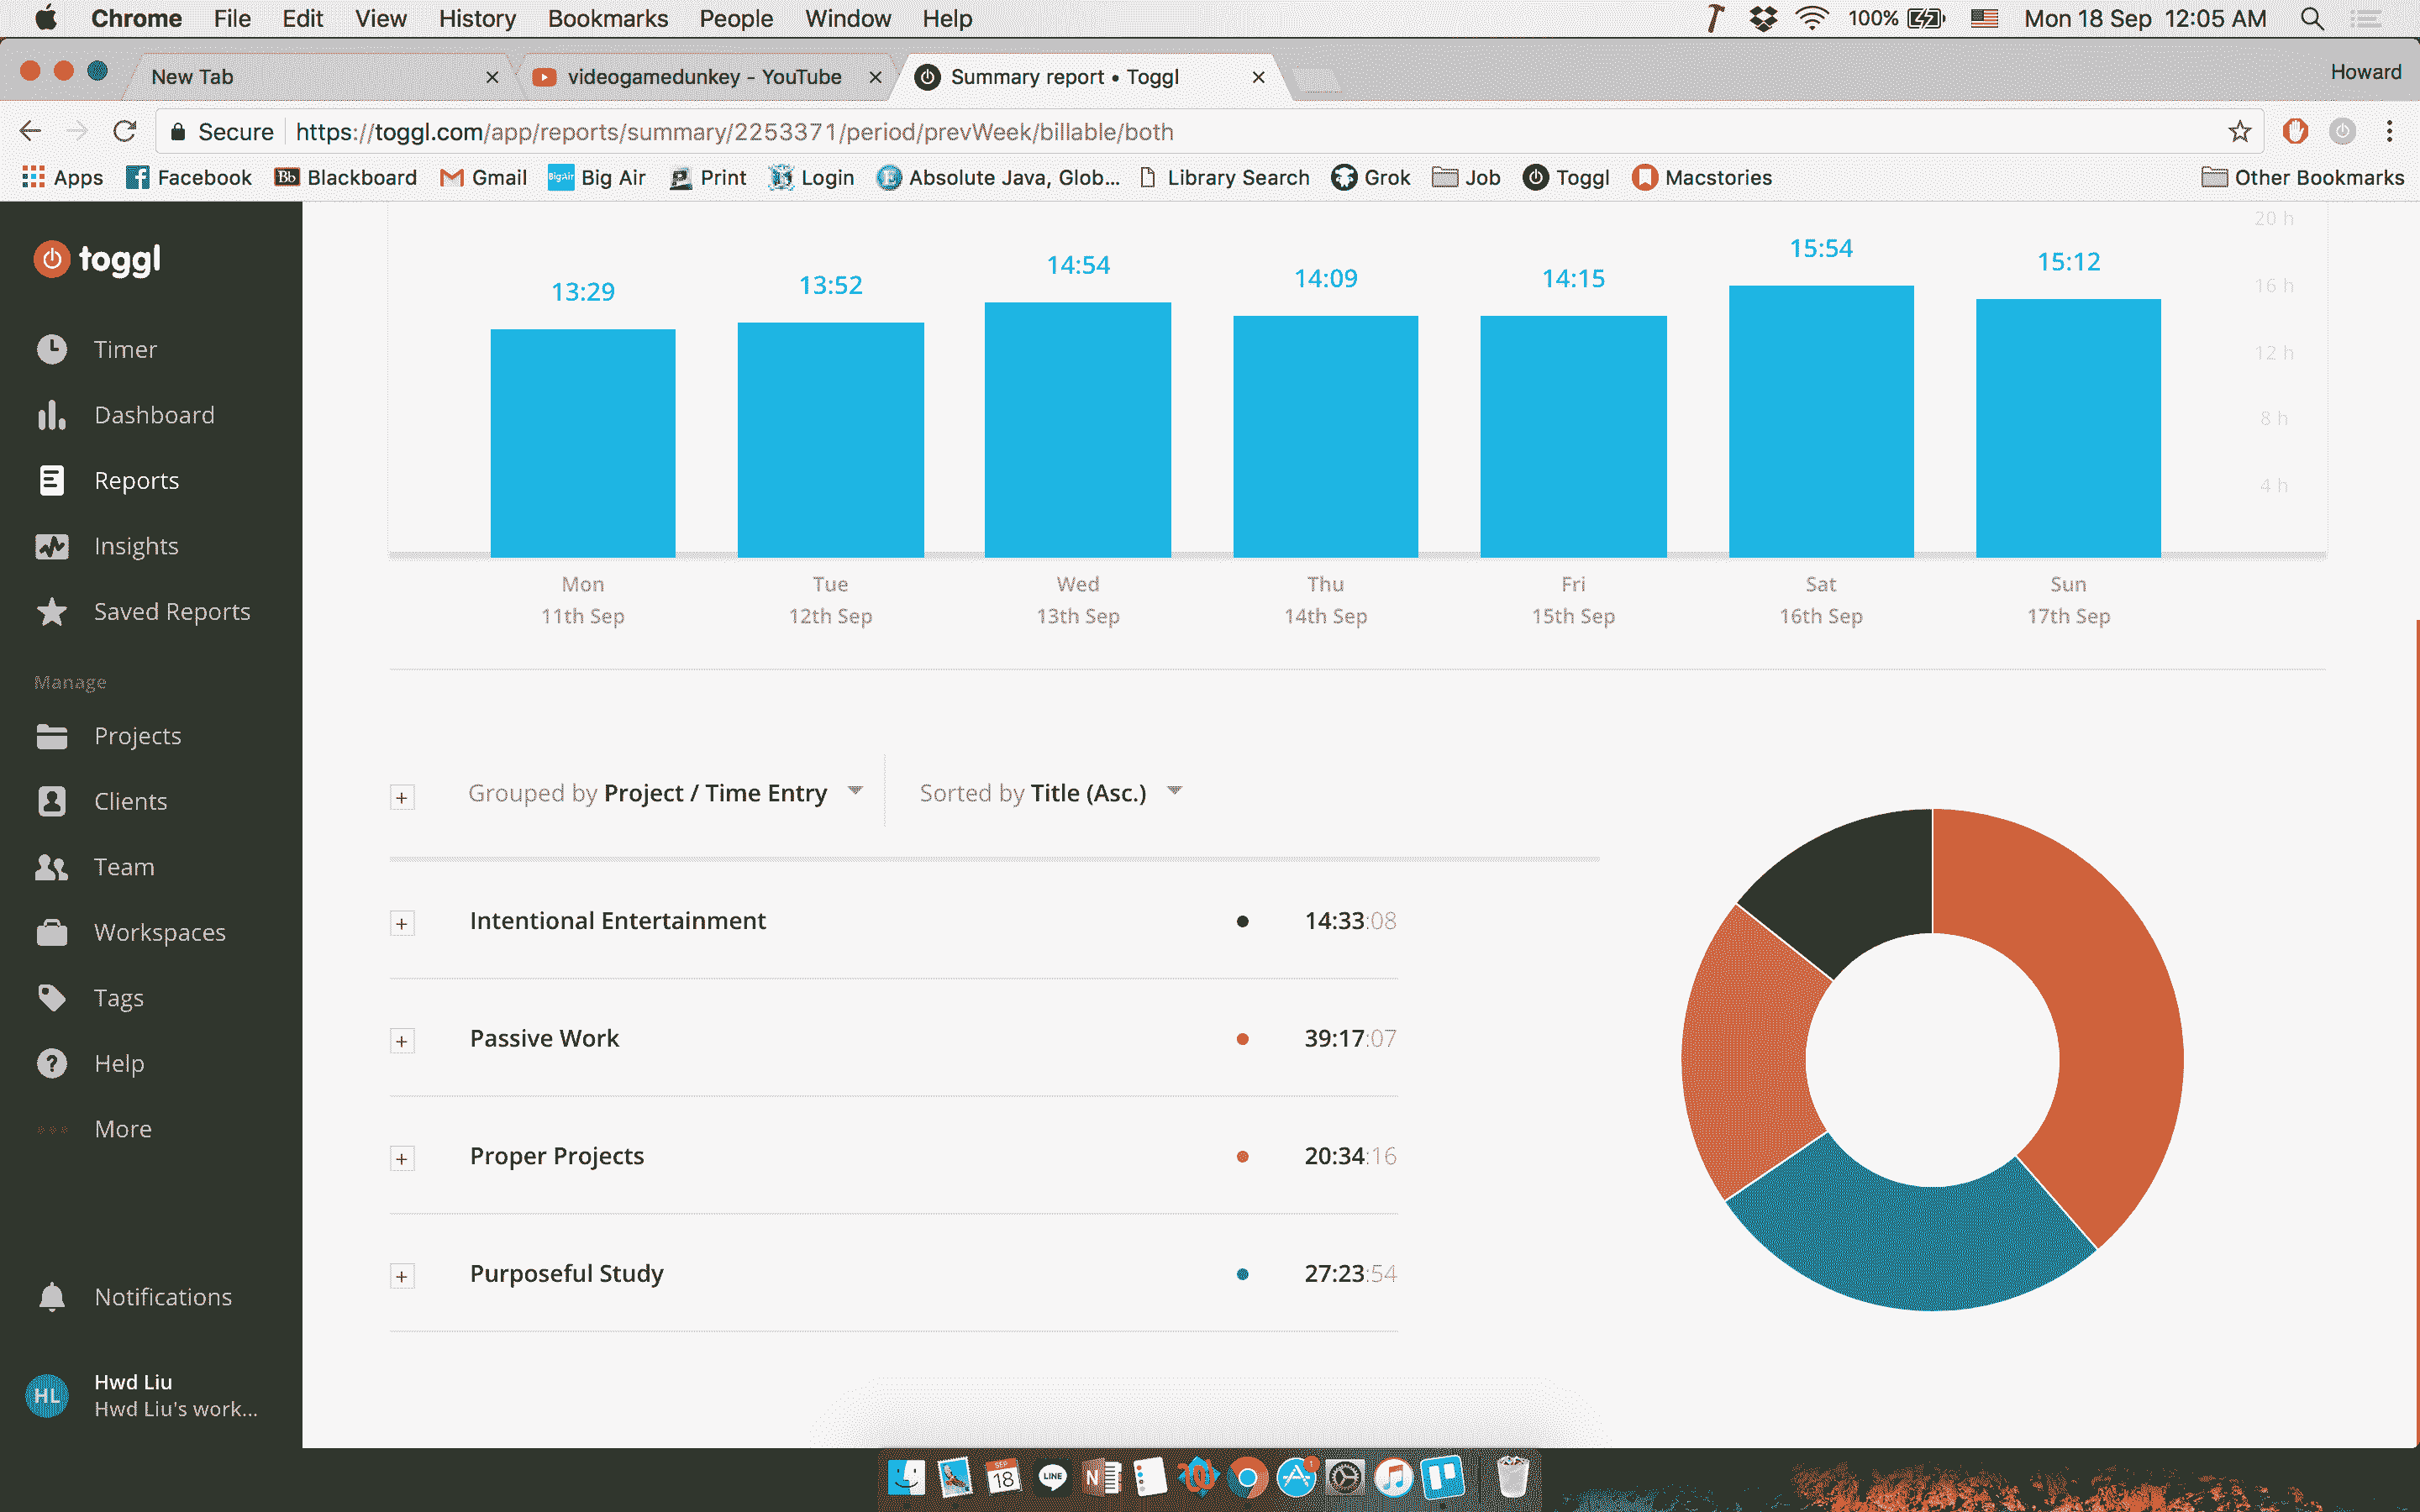 Chrome File Edit View History Bookmarks People Window Help 100% Mon 18 Sep 12:05 AM
New Tab videogamedunkey - YouTube Summary report • Toggl Howard
Secure https://toggl.com/app/reports/summary/2253371/period/prevWeek/billable/both
Apps Facebook Bb Blackboard Gmail BigAir Big Air Print Login Absolute Java, Glob... Library Search Grok Job Toggl Macstories Other Bookmarks
toggl
Timer
Dashboard
Reports
Insights
Saved Reports
Manage
Projects
Clients
Team
Workspaces
Tags
Help
More
Notifications
HL Hwd Liu
Hwd Liu's work...
20 h
16 h
12 h
8 h
4 h
13:29 13:52 14:54 14:09 14:15 15:54 15:12
Mon Tue Wed Thu Fri Sat Sun
11th Sep 12th Sep 13th Sep 14th Sep 15th Sep 16th Sep 17th Sep
Grouped by Project / Time Entry Sorted by Title (Asc.)
Intentional Entertainment 14:33:08
Passive Work 39:17:07
Proper Projects 20:34:16
Purposeful Study 27:23:54
SEP
18
LINE
N
1